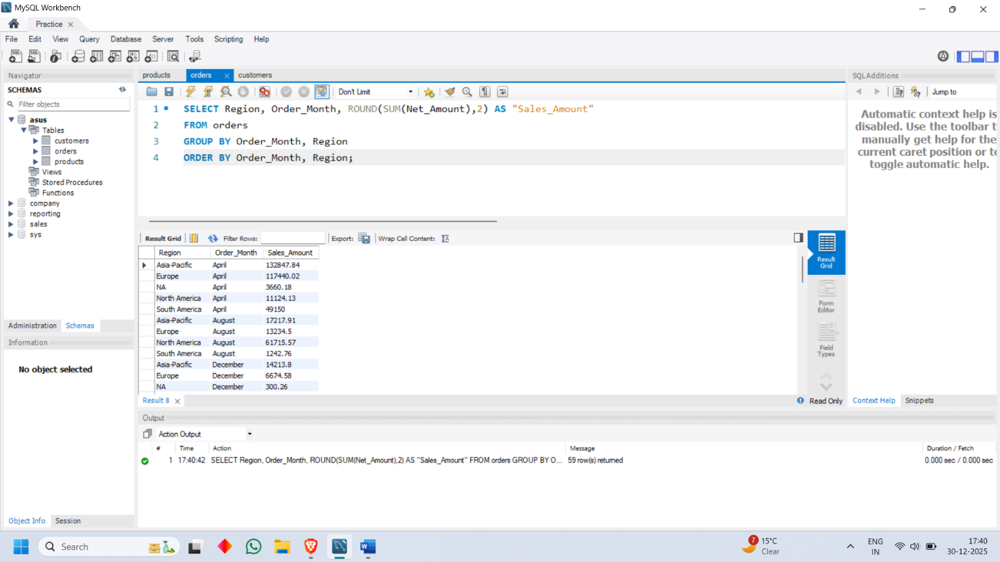 MySQL Workbench
Practice
File Edit View Query Database Server Tools Scripting Help
Navigator
SCHEMAS
Filter objects
asus
Tables
customers
orders
products
Views
Stored Procedures
Functions
company
reporting
sales
sys
Administration Schemas
Information
No object selected
Object Info Session
products orders customers
Don't Limit
1 SELECT Region, Order_Month, ROUND(SUM(Net_Amount),2) AS "Sales_Amount"
2 FROM orders
3 GROUP BY Order_Month, Region
4 ORDER BY Order_Month, Region;
Result Grid Filter Rows: Export: Wrap Cell Content:
Region Order_Month Sales_Amount
Asia-Pacific April 132847.84
Europe April 117440.02
NA April 3660.18
North America April 11124.13
South America April 49150
Asia-Pacific August 17217.91
Europe August 13234.5
North America August 61715.57
South America August 1242.76
Asia-Pacific December 14213.8
Europe December 6674.58
NA December 300.26
Result
Grid
Form
Editor
Field
Types
Result 8
Read Only
SQLAdditions
Jump to
Automatic context help is
disabled. Use the toolbar t
manually get help for the
current caret position or to
toggle automatic help.
Context Help Snippets
Output
Action Output
# Time Action Message Duration / Fetch
1 17:40:42 SELECT Region, Order_Month, ROUND(SUM(Net_Amount),2) AS "Sales_Amount" FROM orders GROUP BY O... 59 row(s) returned 0.000 sec / 0.000 sec
Search
7
15°C
Clear
ENG
IN
17:40
30-12-2025